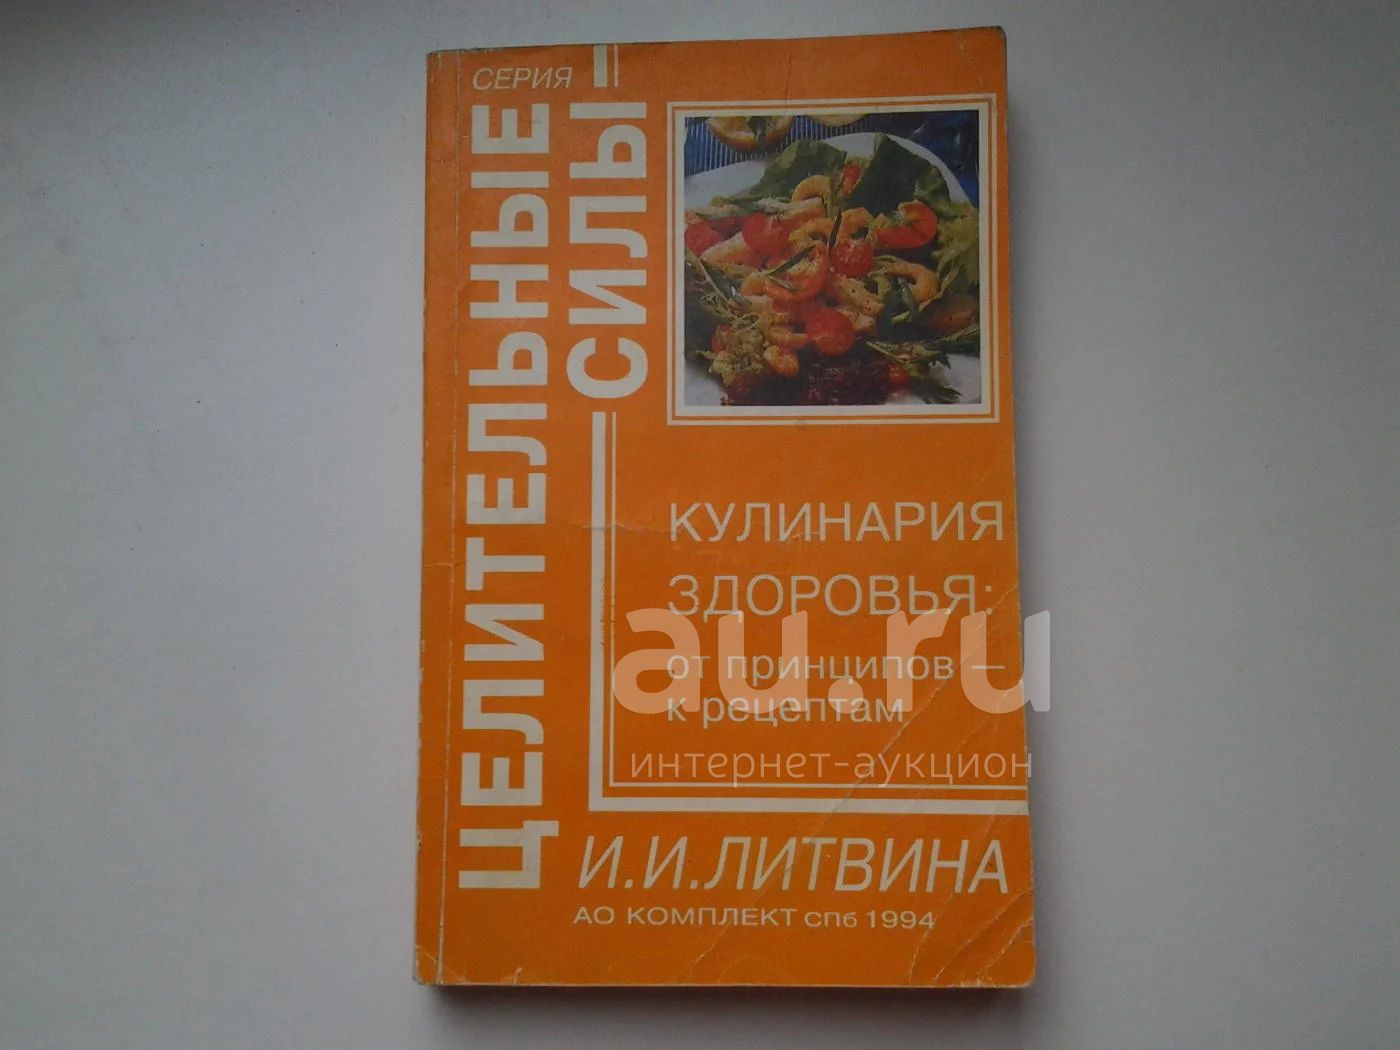 СЕРИЯ
ЦЕЛИТЕЛЬНЫЕ
СИЛЫ
КУЛИНАРИЯ
ЗДОРОВЬЯ:
от принципов —
к рецептам
au.ru
интернет-аукцион
И.И.ЛИТВИНА
АО КОМПЛЕКТ СПб 1994